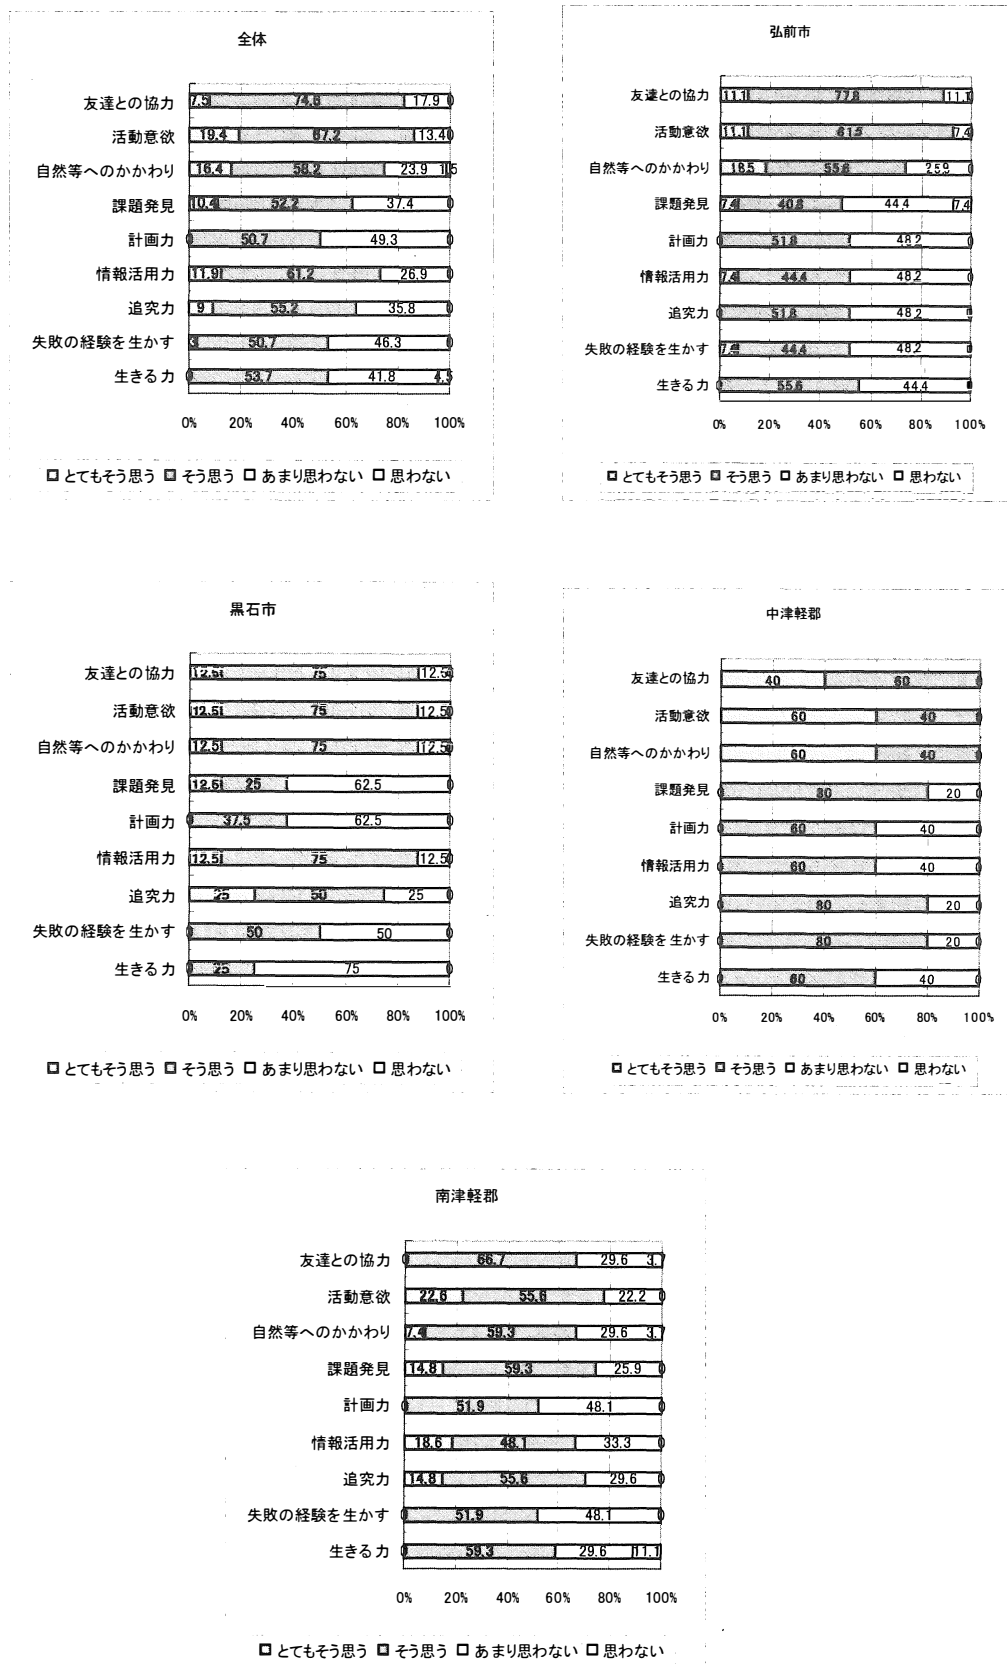 全体
友達との協力 7.5 74.6 17.9 0
活動意欲 19.4 67.2 13.4 0
自然等へのかかわり 16.4 58.2 23.9 1.5
課題発見 10.4 52.2 37.4 0
計画力 0 50.7 49.3 0
情報活用力 11.9 61.2 26.9 0
追究力 9 55.2 35.8 0
失敗の経験を生かす 3 50.7 46.3 0
生きる力 0 53.7 41.8 4.5
0% 20% 40% 60% 80% 100%
とてもそう思う そう思う あまり思わない 思わない
弘前市
友達との協力 11.1 77.8 11.1
活動意欲 11.1 81.5 7.4
自然等へのかかわり 18.5 55.6 25.9 0
課題発見 7.4 40.8 44.4 7.4
計画力 0 51.8 48.2 0
情報活用力 7.4 44.4 48.2 0
追究力 0 51.8 48.2 0
失敗の経験を生かす 7.4 44.4 48.2 0
生きる力 0 55.6 44.4 0
0% 20% 40% 60% 80% 100%
とてもそう思う そう思う あまり思わない 思わない
黒石市
友達との協力 12.5 75 12.5 0
活動意欲 12.5 75 12.5 0
自然等へのかかわり 12.5 75 12.5 0
課題発見 12.5 25 62.5 0
計画力 0 37.5 62.5 0
情報活用力 12.5 75 12.5 0
追究力 25 50 25 0
失敗の経験を生かす 0 50 50 0
生きる力 0 25 75 0
0% 20% 40% 60% 80% 100%
とてもそう思う そう思う あまり思わない 思わない
中津軽郡
友達との協力 40 60 0
活動意欲 60 40 0
自然等へのかかわり 60 40 0
課題発見 0 80 20 0
計画力 0 60 40 0
情報活用力 0 60 40 0
追究力 0 80 20 0
失敗の経験を生かす 0 80 20 0
生きる力 0 60 40 0
0% 20% 40% 60% 80% 100%
とてもそう思う そう思う あまり思わない 思わない
南津軽郡
友達との協力 0 66.7 29.6 3.7
活動意欲 22.6 55.6 22.2 0
自然等へのかかわり 7.4 59.3 29.6 3.7
課題発見 14.8 59.3 25.9 0
計画力 0 51.9 48.1 0
情報活用力 18.6 48.1 33.3 0
追究力 14.8 55.6 29.6 0
失敗の経験を生かす 0 51.9 48.1 0
生きる力 0 59.3 29.6 11.1
0% 20% 40% 60% 80% 100%
とてもそう思う そう思う あまり思わない 思わない